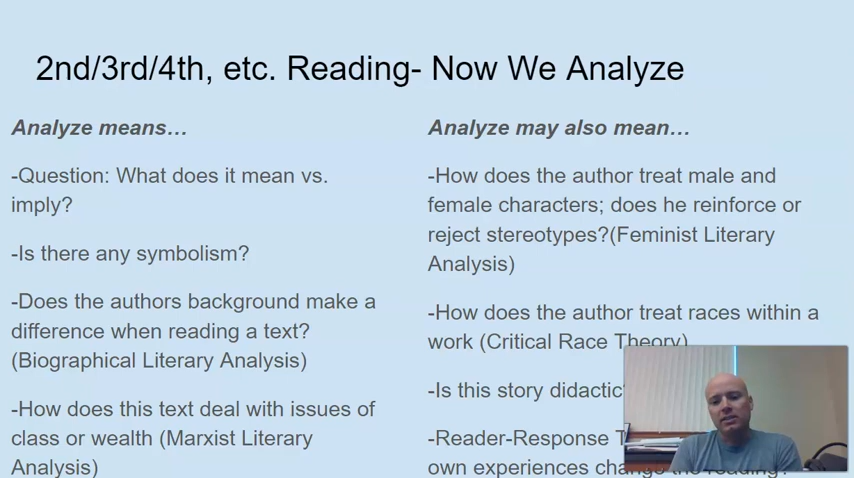 2nd/3rd/4th, etc. Reading- Now We Analyze
Analyze means…
-Question: What does it mean vs.
imply?
-Is there any symbolism?
-Does the authors background make a
difference when reading a text?
(Biographical Literary Analysis)
-How does this text deal with issues of
class or wealth (Marxist Literary
Analysis)
Analyze may also mean…
-How does the author treat male and
female characters; does he reinforce or
reject stereotypes?(Feminist Literary
Analysis)
-How does the author treat races within a
work (Critical Race Theory)
-Is this story didactic
-Reader-Response
own experiences change the reading?